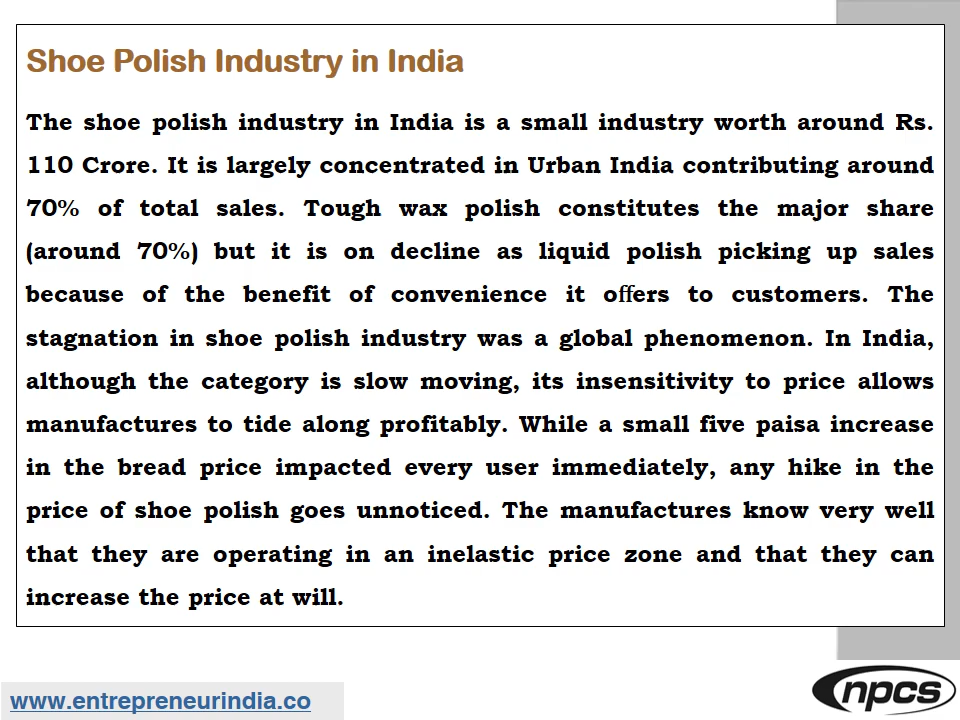 Shoe Polish Industry in India
The shoe polish industry in India is a small industry worth around Rs.
110 Crore. It is largely concentrated in Urban India contributing around
70% of total sales. Tough wax polish constitutes the major share
(around 70%) but it is on decline as liquid polish picking up sales
because of the benefit of convenience it offers to customers. The
stagnation in shoe polish industry was a global phenomenon. In India,
although the category is slow moving, its insensitivity to price allows
manufactures to tide along profitably. While a small five paisa increase
in the bread price impacted every user immediately, any hike in the
price of shoe polish goes unnoticed. The manufactures know very well
that they are operating in an inelastic price zone and that they can
increase the price at will.
www.entrepreneurindia.co
npcs